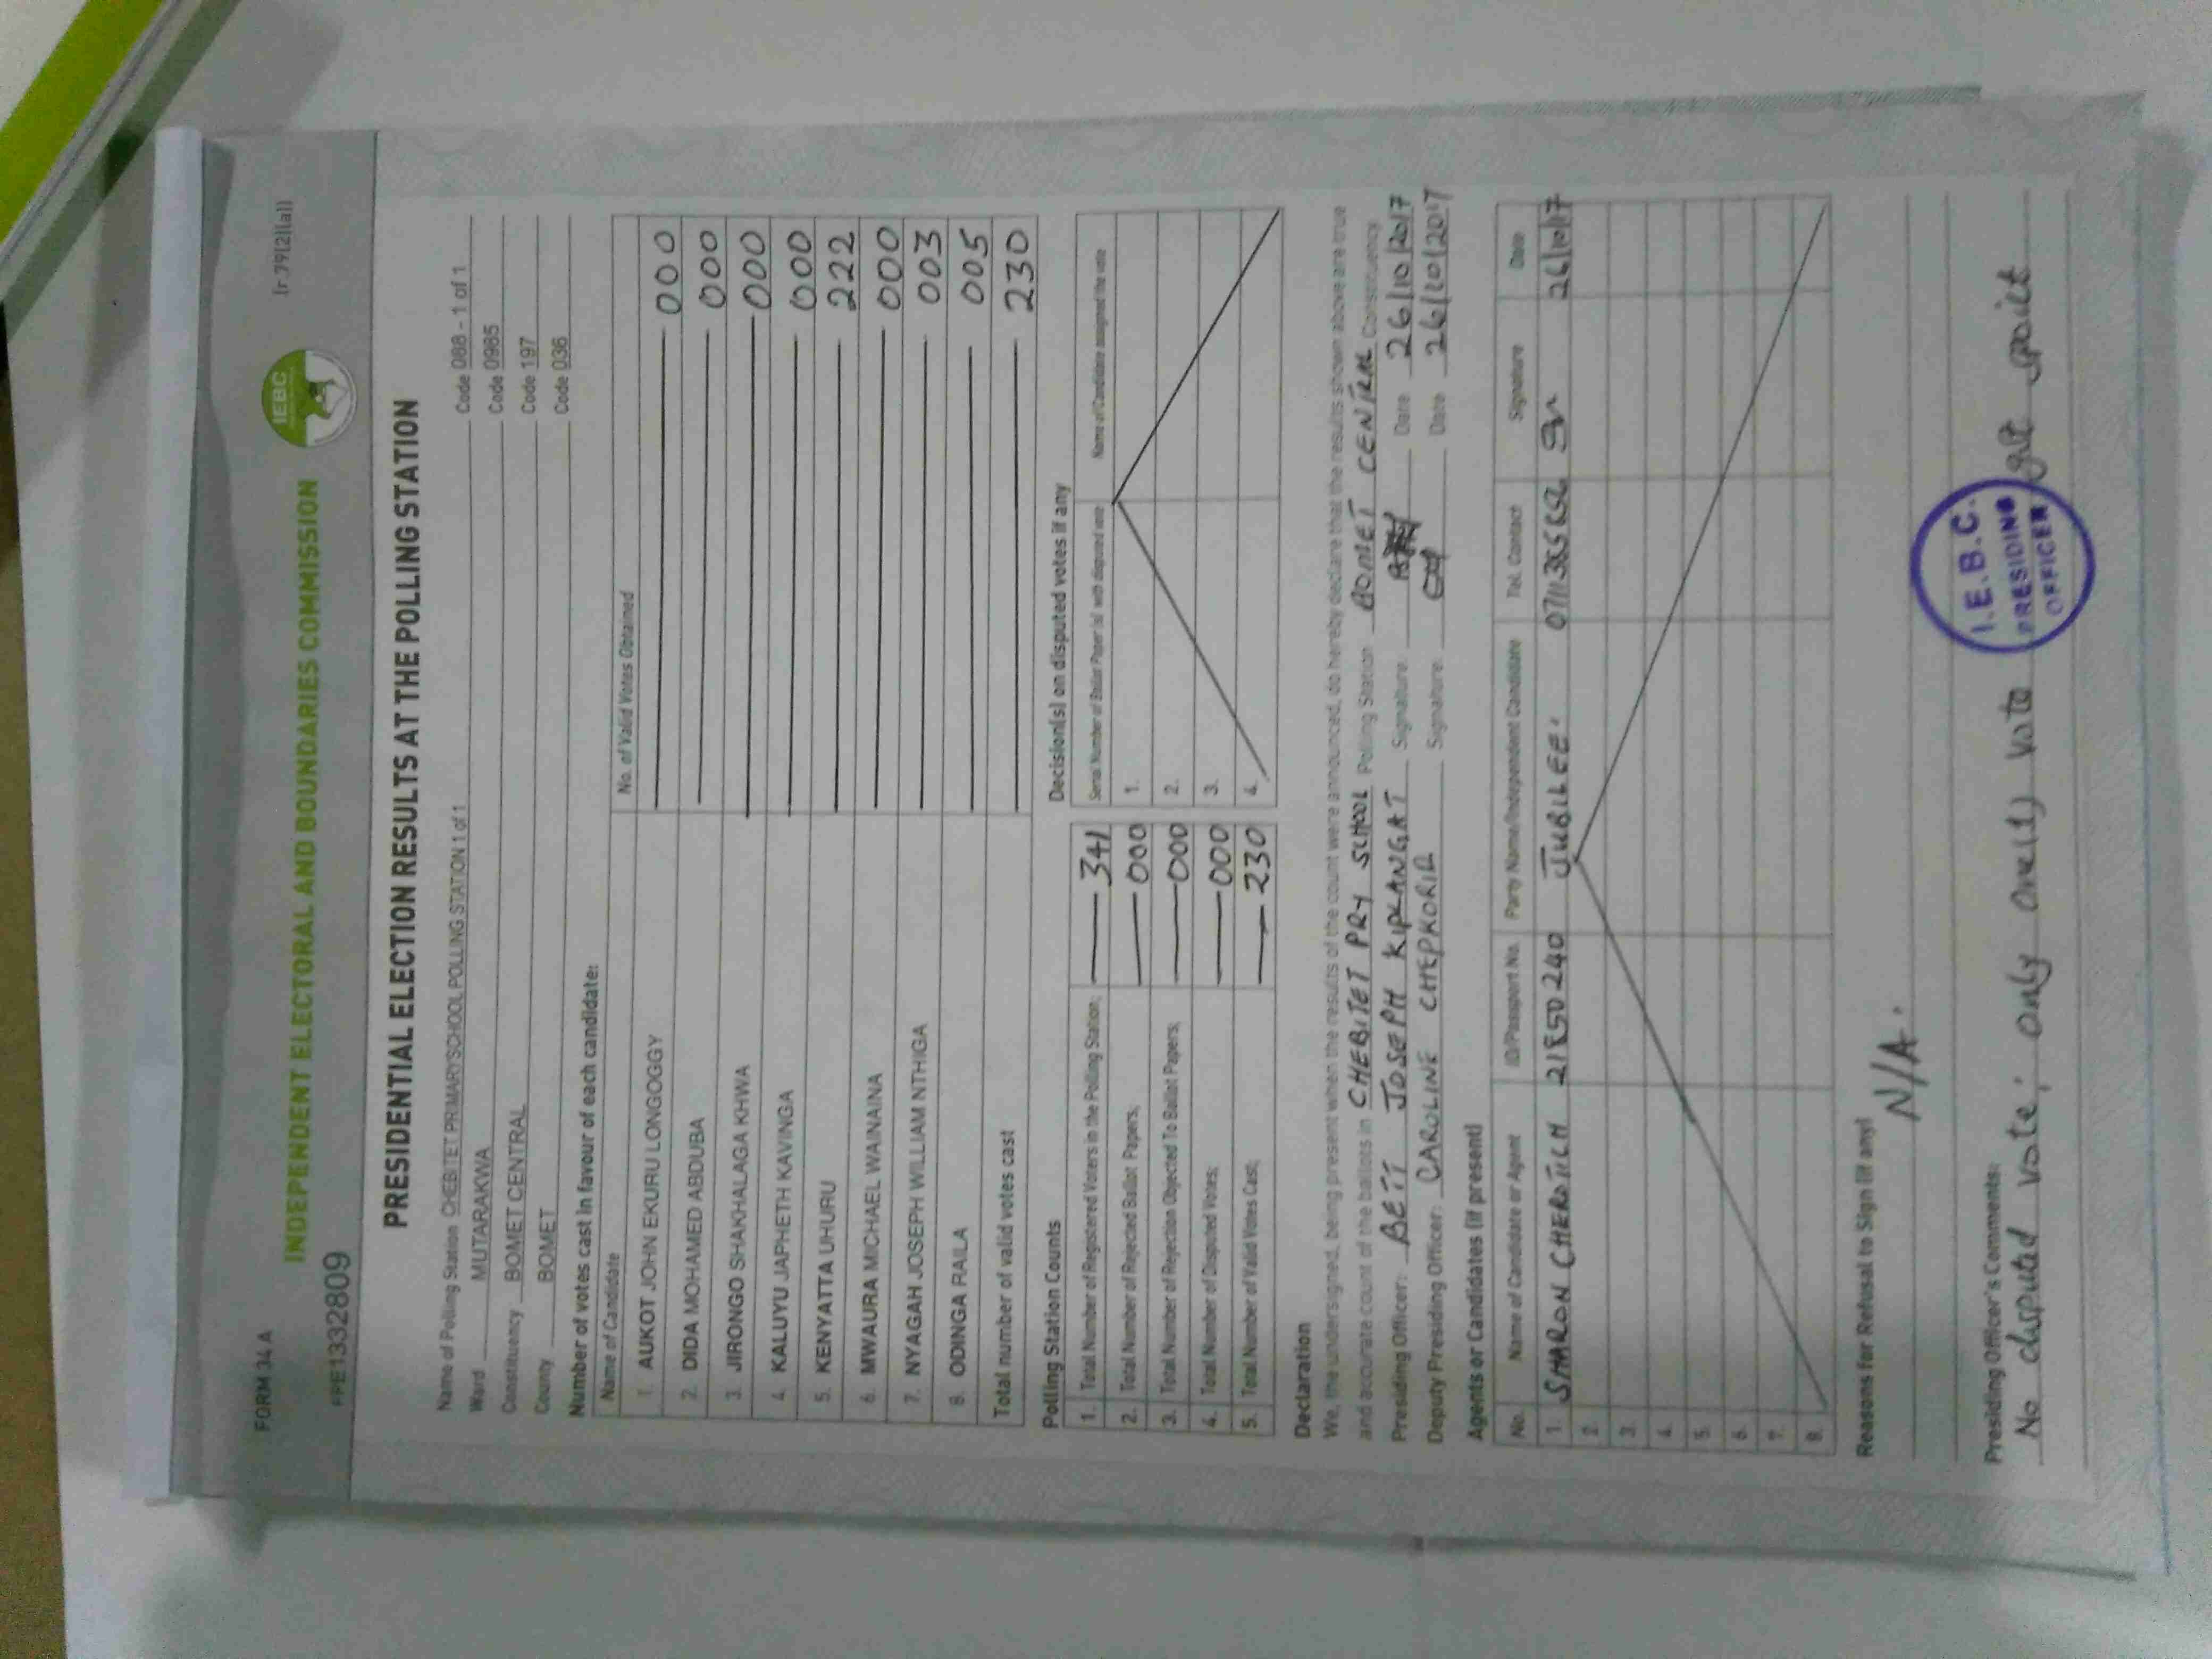 FORM 34 A
(r.79(2)(a))
IEBC
INDEPENDENT ELECTORAL AND BOUNDARIES COMMISSION
PRESIDENTIAL ELECTION RESULTS AT THE POLLING STATION
Name of Polling Station CHEBITET PRIMARY SCHOOL POLLING STATION 1 of 1 Code 088 - 1 of 1
Ward MUTARAKWA Code 0985
Constituency BOMET CENTRAL Code 197
County BOMET Code 036
Number of votes cast in favour of each candidate:
Name of Candidate No. of Valid Votes Obtained
1. AUKOT JOHN EKURU LONGOGGY 000
2. DIDA MOHAMED ABDUBA 000
3. JIRONGO SHAKHALAGA KHWA 000
4. KALUYU JAPHETH KAVINGA 000
5. KENYATTA UHURU 222
6. MWAURA MICHAEL WAINAINA 000
7. NYAGAH JOSEPH WILLIAM NTHIGA 003
8. ODINGA RAILA 005
Total number of valid votes cast 230
Polling Station Counts
1. Total Number of Registered Voters in the Polling Station; 341
2. Total Number of Rejected Ballot Papers; 000
3. Total Number of Rejection Objected To Ballot Papers; 000
4. Total Number of Disputed Votes; 000
5. Total Number of Valid Votes Cast; 230
Decision(s) on disputed votes if any
Serial Number of Ballot Paper (s) with disputed vote Name of Candidate assigned the vote
1.
2.
3.
4.
Declaration
We, the undersigned, being present when the results of the count were announced, do hereby declare that the results shown above are true
and accurate count of the ballots in CHEBITET PRY SCHOOL Polling Station BOMET CENTRAL Constituency
Presiding Officer: BETT JOSEPH KIPLANGAT Signature Date 26/10/2017
Deputy Presiding Officer: CAROLINE CHEPKORIR Signature Date 26/10/2017
Agents or Candidates (if present)
No. Name of Candidate or Agent ID/Passport No. Party Name/Independent Candidate Tel. Contact Signature Date
1. SHARON CHEROTICH JUBILEE. 26/10/17
2.
3.
4.
5.
6.
7.
8.
Reasons for Refusal to Sign (if any)
N/A.
Presiding Officer's Comments:
No disputed vote; only one(1) vote got spoilt
I.E.B.C.
PRESIDING
OFFICER